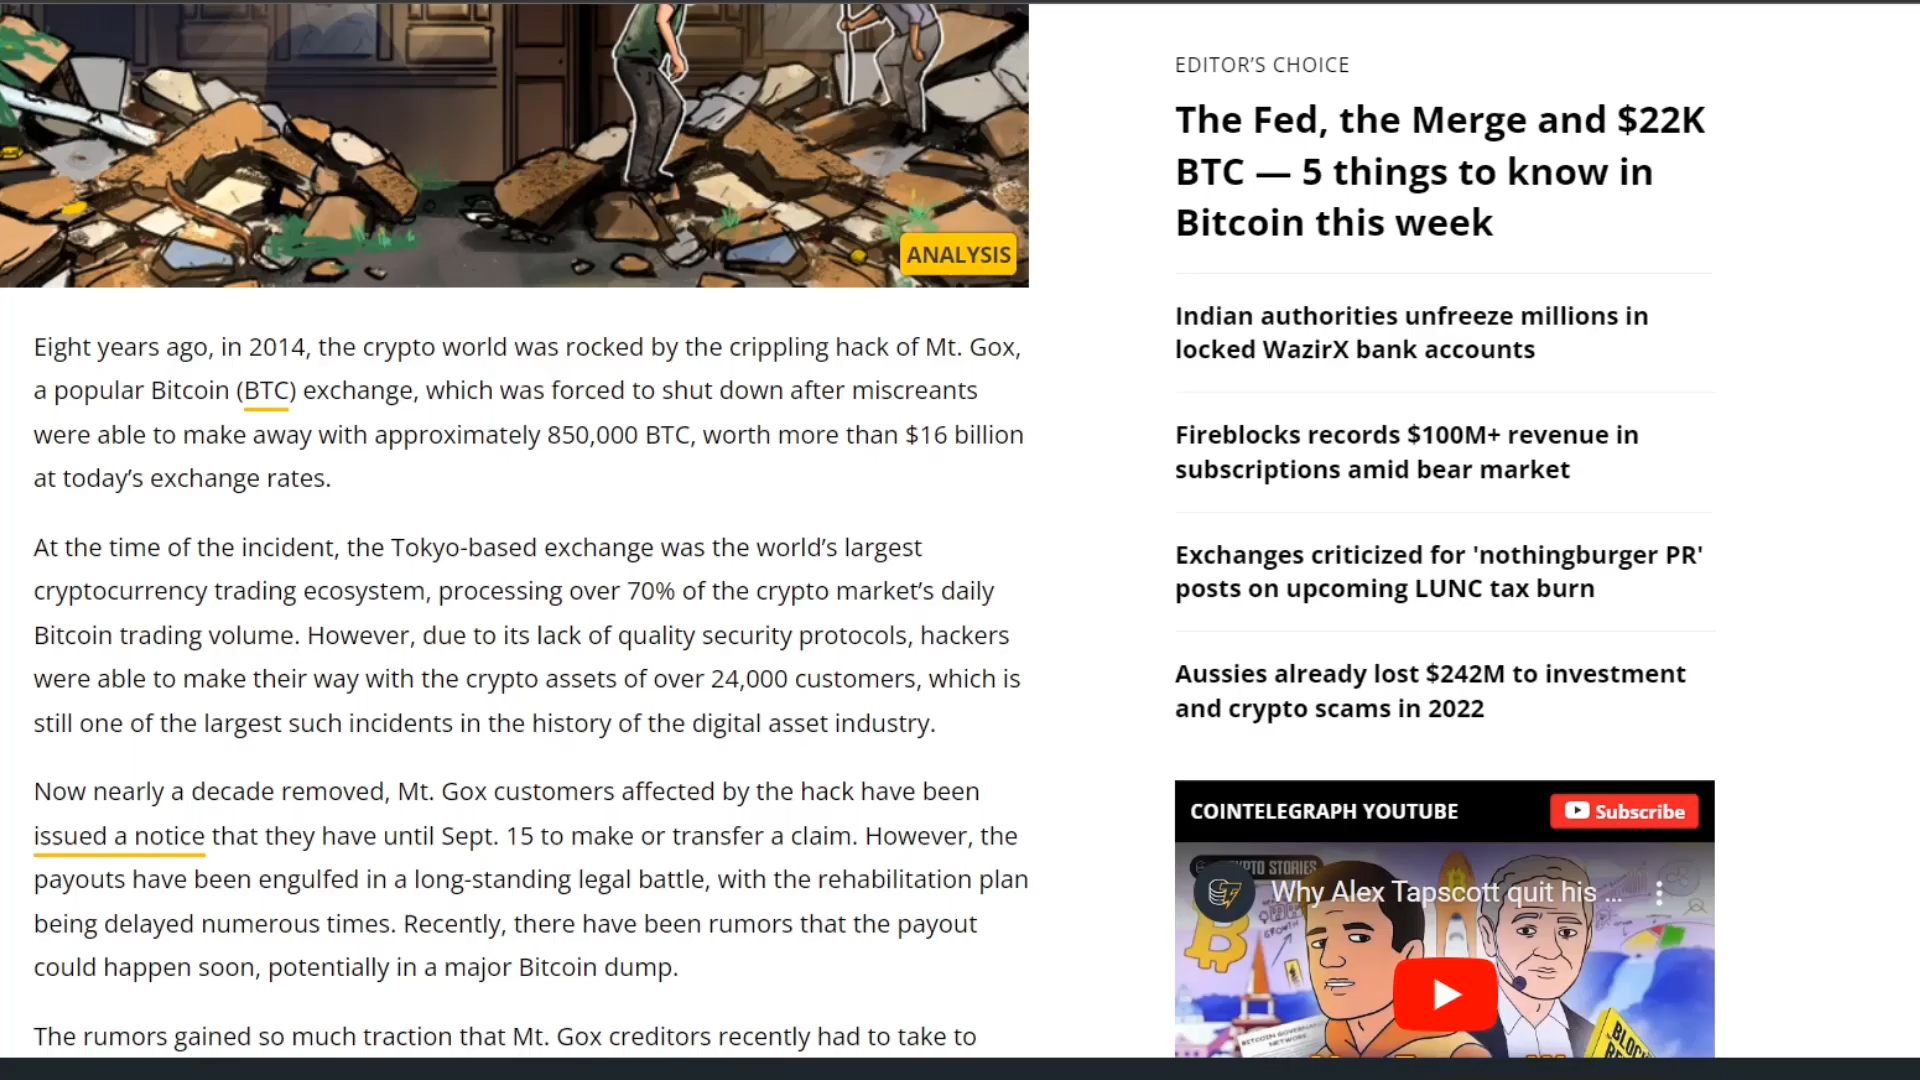 ANALYSIS
Eight years ago, in 2014, the crypto world was rocked by the crippling hack of Mt. Gox,
a popular Bitcoin (BTC) exchange, which was forced to shut down after miscreants
were able to make away with approximately 850,000 BTC, worth more than $16 billion
at today’s exchange rates.
At the time of the incident, the Tokyo-based exchange was the world’s largest
cryptocurrency trading ecosystem, processing over 70% of the crypto market’s daily
Bitcoin trading volume. However, due to its lack of quality security protocols, hackers
were able to make their way with the crypto assets of over 24,000 customers, which is
still one of the largest such incidents in the history of the digital asset industry.
Now nearly a decade removed, Mt. Gox customers affected by the hack have been
issued a notice that they have until Sept. 15 to make or transfer a claim. However, the
payouts have been engulfed in a long-standing legal battle, with the rehabilitation plan
being delayed numerous times. Recently, there have been rumors that the payout
could happen soon, potentially in a major Bitcoin dump.
The rumors gained so much traction that Mt. Gox creditors recently had to take to
EDITOR’S CHOICE
The Fed, the Merge and $22K
BTC — 5 things to know in
Bitcoin this week
Indian authorities unfreeze millions in
locked WazirX bank accounts
Fireblocks records $100M+ revenue in
subscriptions amid bear market
Exchanges criticized for 'nothingburger PR'
posts on upcoming LUNC tax burn
Aussies already lost $242M to investment
and crypto scams in 2022
COINTELEGRAPH YOUTUBE
Subscribe
STORIES
Why Alex Tapscott quit his ...
GROWTH
BITCOIN GOVERNANCE
NETWORK